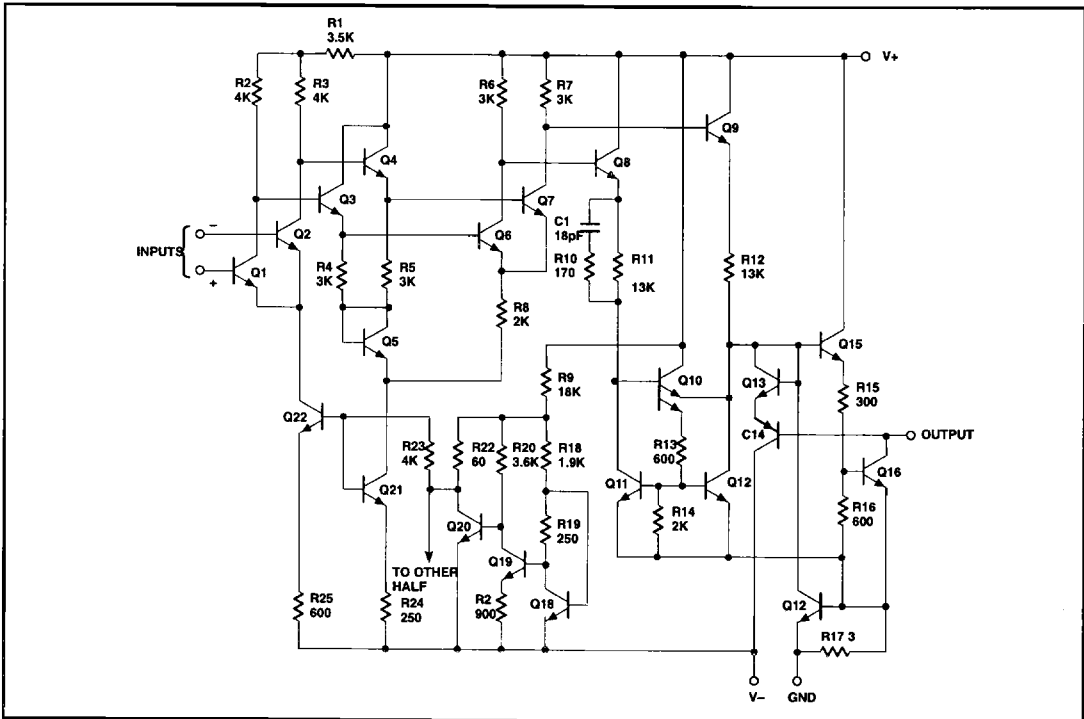 R1
3.5K
V+
R2
4K
R3
4K
R6
3K
R7
3K
Q9
Q4
Q8
Q3
Q7
C1
18pF
INPUTS
−
+
Q2
Q6
Q1
R4
3K
R5
3K
R10
170
R11
13K
R12
13K
R8
2K
Q5
Q15
R9
18K
Q10
Q13
R15
300
C14
OUTPUT
Q22
R23
4K
R22
60
R20
3.6K
R18
1.9K
R13
600
Q16
Q21
Q11
Q12
R14
2K
R16
600
Q20
R19
250
TO OTHER
HALF
Q19
R25
600
R24
250
R2
900
Q18
Q12
R17 3
V−
GND